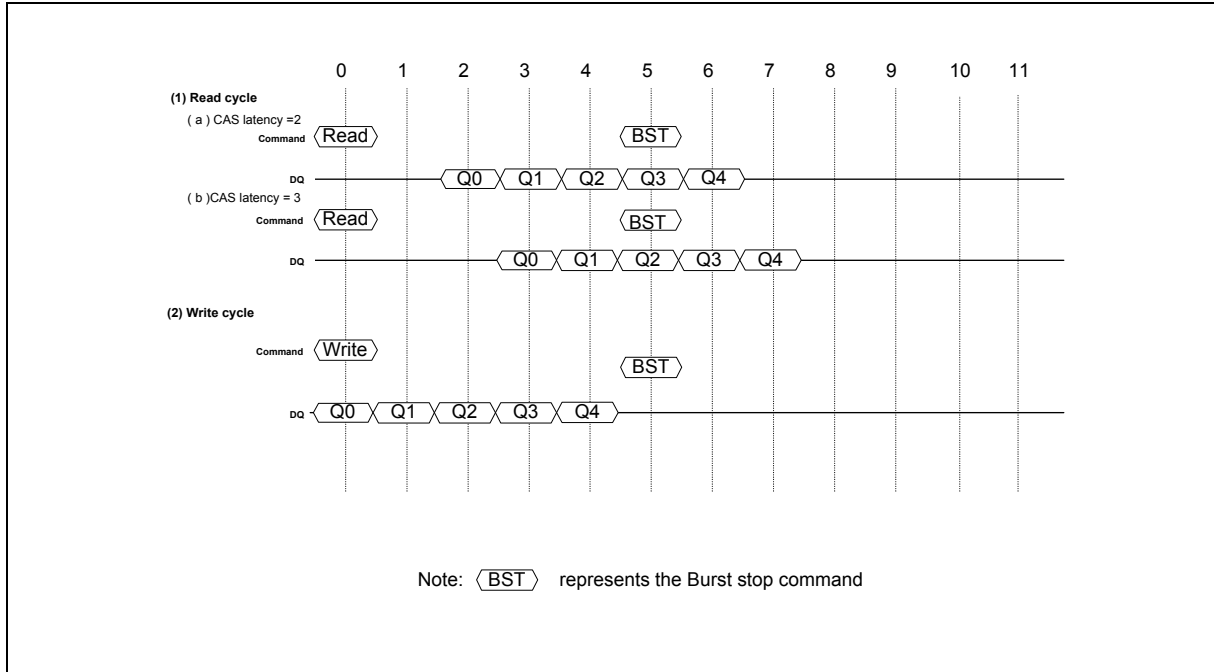 0 1 2 3 4 5 6 7 8 9 10 11
(1) Read cycle
( a ) CAS latency =2
Command Read BST
DQ Q0 Q1 Q2 Q3 Q4
( b )CAS latency = 3
Command Read BST
DQ Q0 Q1 Q2 Q3 Q4
(2) Write cycle
Command Write BST
DQ Q0 Q1 Q2 Q3 Q4
Note: BST represents the Burst stop command